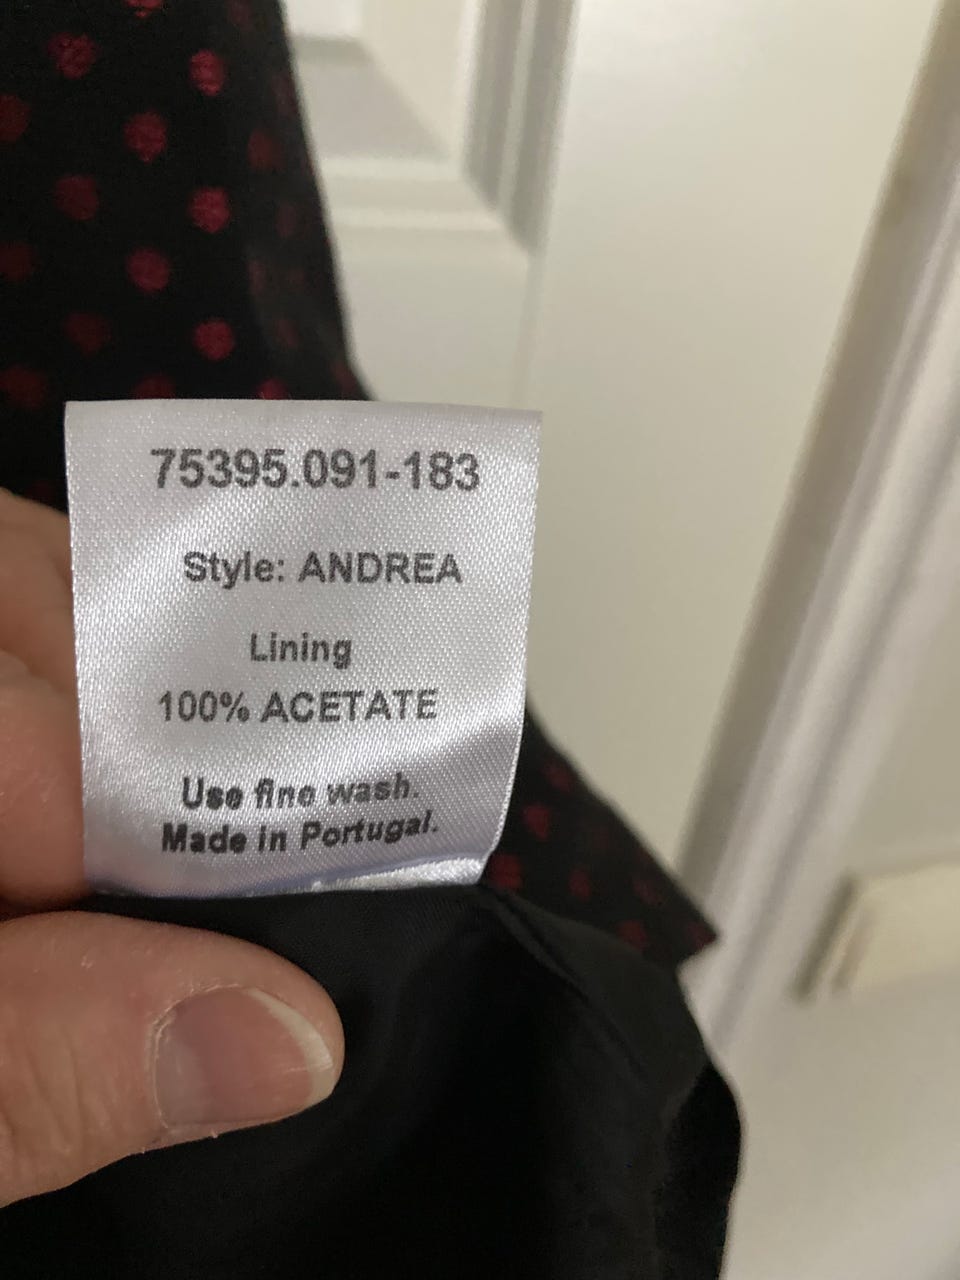 75395.091-183
Style: ANDREA
Lining
100% ACETATE
Use fine wash.
Made in Portugal.